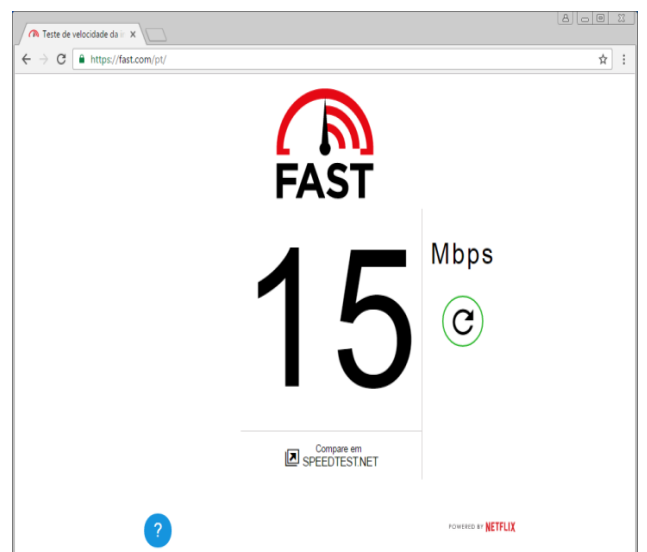 Teste de velocidade da i
https://fast.com/pt/
FAST
15
Mbps
Compare em
SPEEDTEST.NET
?
POWERED BY NETFLIX